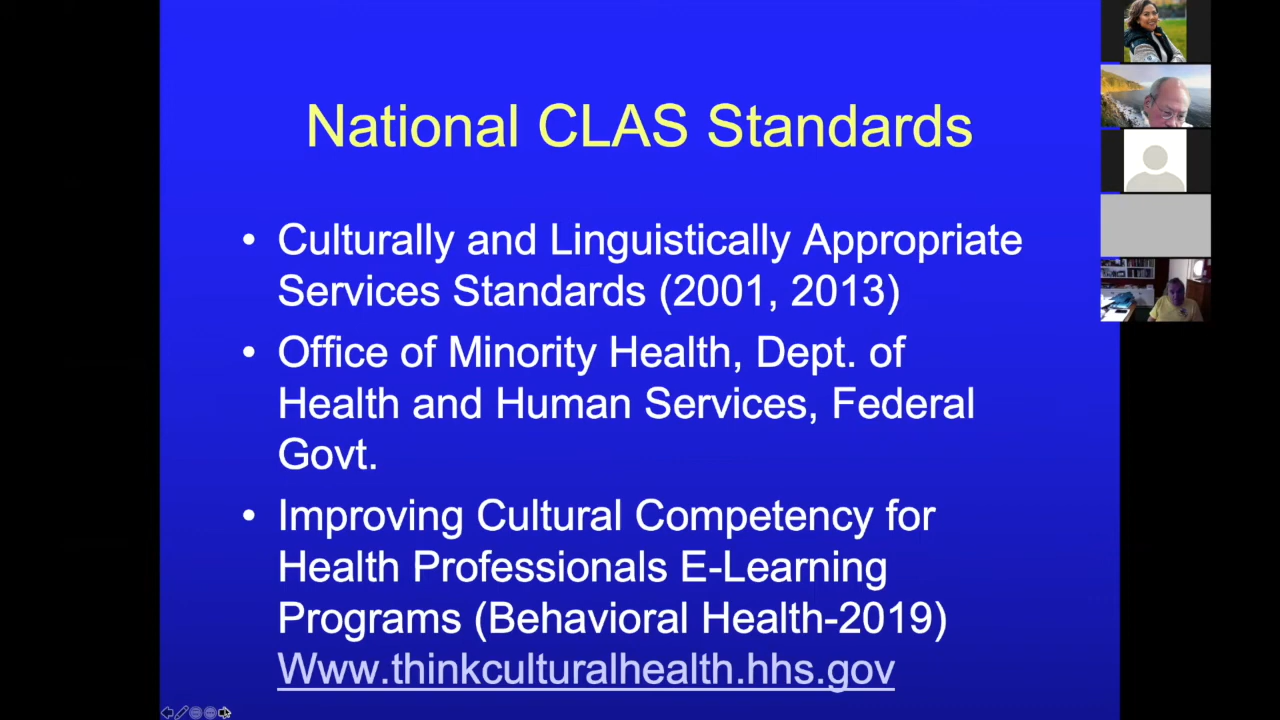 National CLAS Standards
• Culturally and Linguistically Appropriate
Services Standards (2001, 2013)
• Office of Minority Health, Dept. of
Health and Human Services, Federal
Govt.
• Improving Cultural Competency for
Health Professionals E-Learning
Programs (Behavioral Health-2019)
Www.thinkculturalhealth.hhs.gov